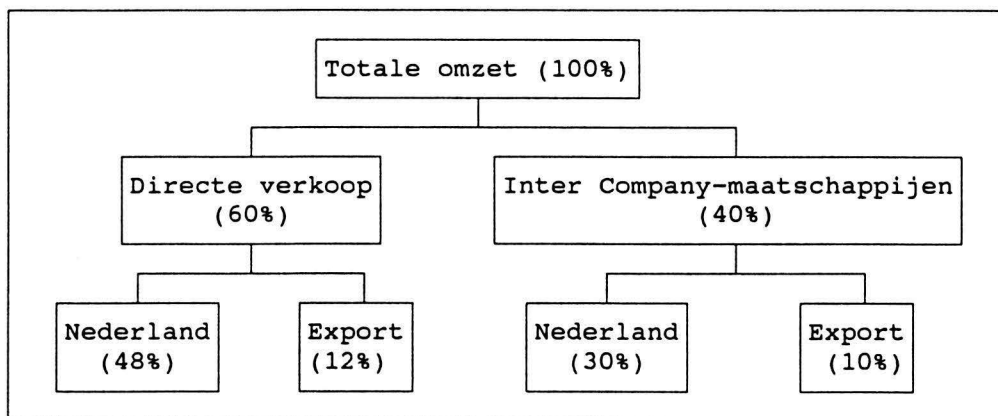 Totale omzet (100%)
Directe verkoop
(60%)
Inter Company-maatschappijen
(40%)
Nederland
(48%)
Export
(12%)
Nederland
(30%)
Export
(10%)